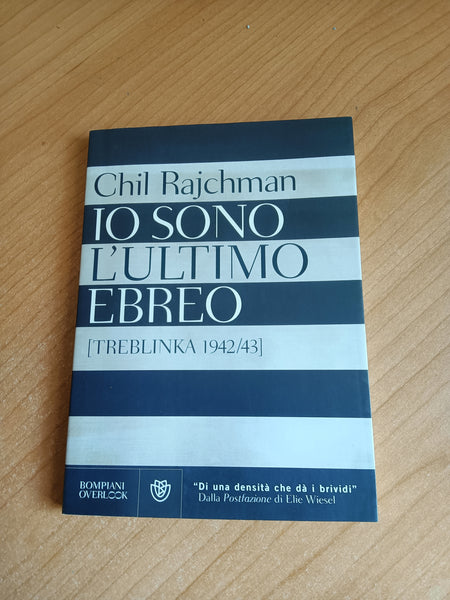 Chil Rajchman
IO SONO
L'ULTIMO
EBREO
[TREBLINKA 1942/43]
BOMPIANI
OVERLOOK
"Di una densità che dà i brividi"
Dalla Postfazione di Elie Wiesel